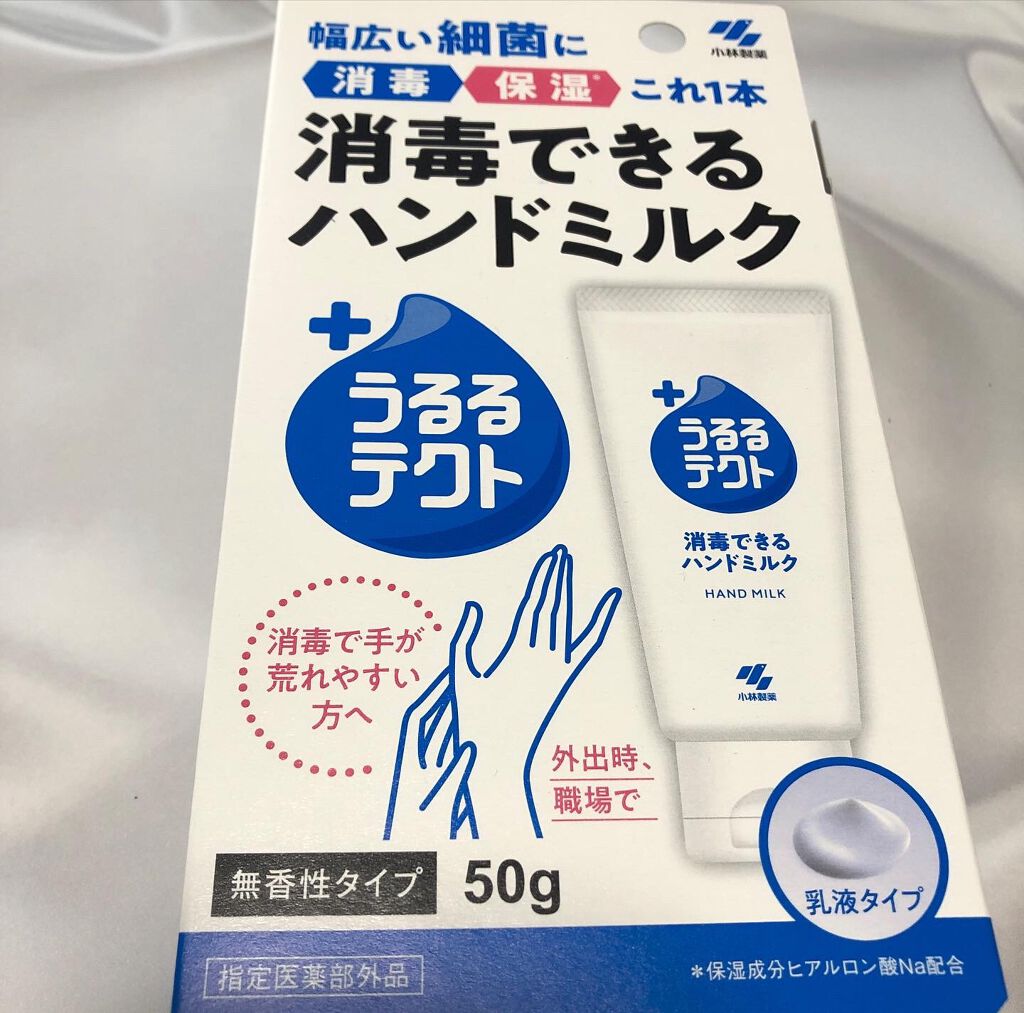 幅広い細菌に
小林製薬
消毒 保湿* これ1本
消毒できる
ハンドミルク
うるる
テクト
うるる
テクト
消毒できる
ハンドミルク
HAND MILK
小林製薬
消毒で手が
荒れやすい
方へ
外出時、
職場で
無香性タイプ
50g
乳液タイプ
指定医薬部外品
*保湿成分ヒアルロン酸Na配合